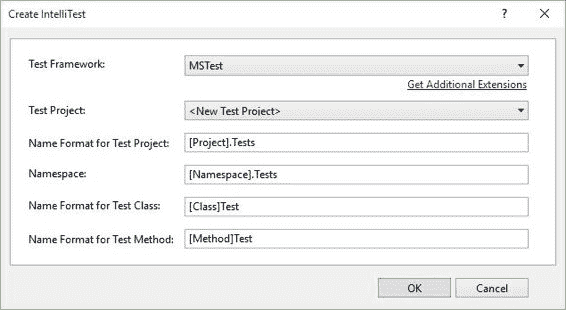 Create IntelliTest
Test Framework: MSTest
Get Additional Extensions
Test Project: <New Test Project>
Name Format for Test Project: [Project].Tests
Namespace: [Namespace].Tests
Name Format for Test Class: [Class]Test
Name Format for Test Method: [Method]Test
OK Cancel